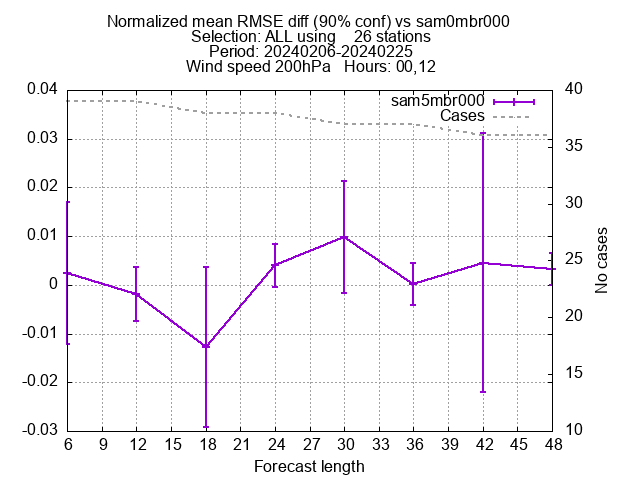 Normalized mean RMSE diff (90% conf) vs sam0mbr000
Selection: ALL using    26 stations
Period: 20240206-20240225
Wind speed 200hPa   Hours: 00,12
0.04
0.03
0.02
0.01
0
-0.01
-0.02
-0.03
40
35
30
25
20
15
10
sam5mbr000
Cases
No cases
6 9 12 15 18 21 24 27 30 33 36 39 42 45 48
Forecast length